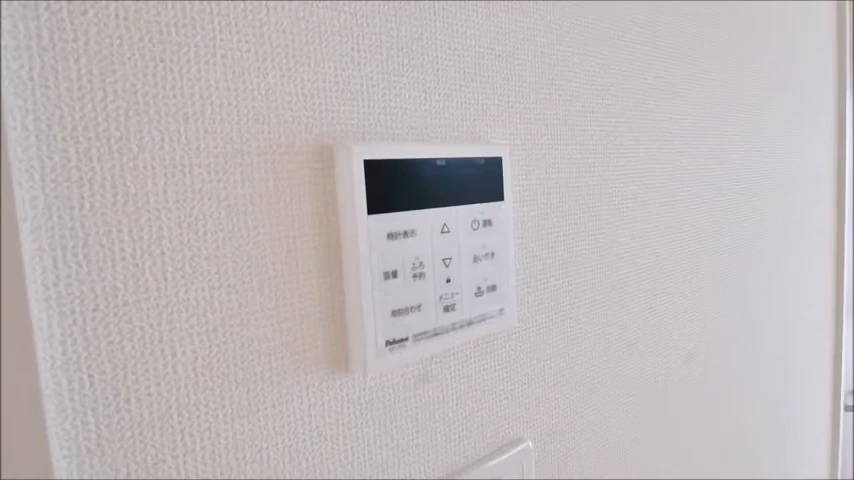 時計表示
運転
おいだき
音量
ふろ
予約
メニュー
確定
自動
時刻合わせ
Paloma